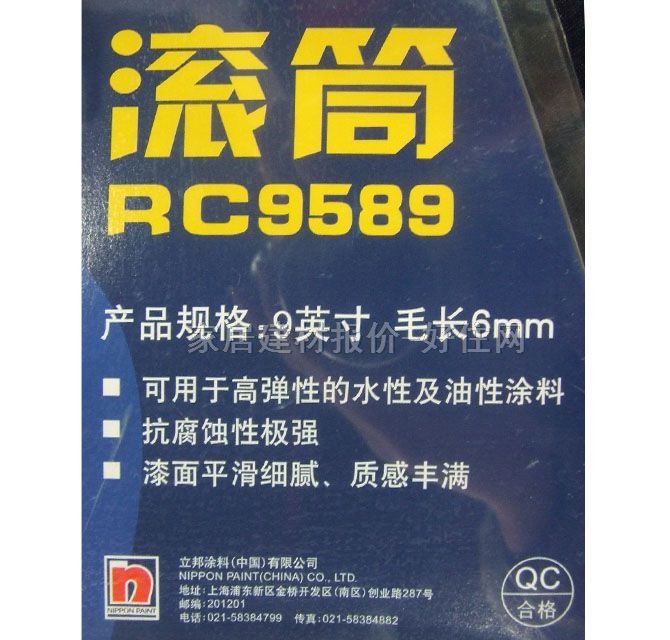 滚筒
RC9589
产品规格:9英寸 毛长6mm
家居建材报价-好住网
可用于高弹性的水性及油性涂料
抗腐蚀性极强
漆面平滑细腻、质感丰满
n
NIPPON PAINT
立邦涂料(中国)有限公司
NIPPON PAINT(CHINA) CO., LTD.
地址:上海浦东新区金桥开发区(南区)创业路287号
邮编:201201
电话:021-58384799 传真:021-58384882
QC
合格